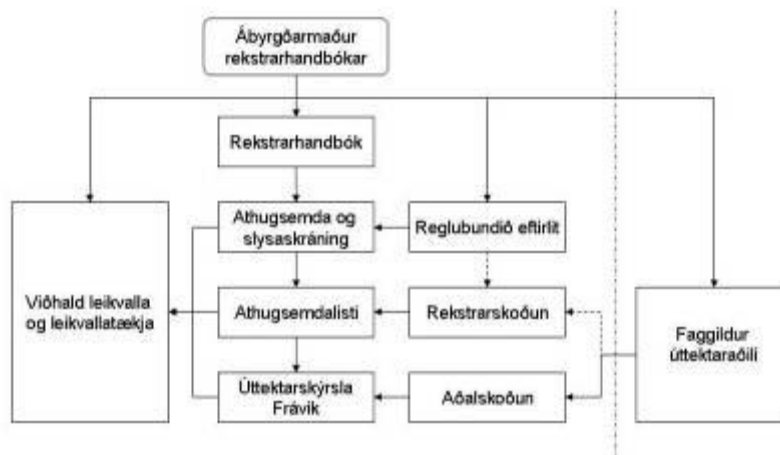 Ábyrgðarmaður
rekstrarhandbókar
Rekstrarhandbók
Athugsemda og
slysaskráning
Reglubundið eftirlit
Viðhald leikvalla
og leikvallatækja
Athugsemdalisti
Rekstrarskoðun
Faggildur
úttektaraðili
Úttektarskýrsla
Frávik
Aðalskoðun